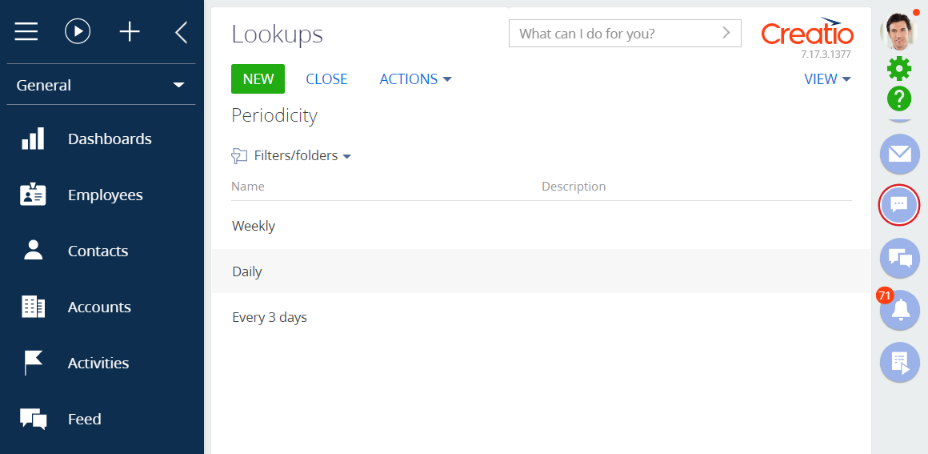 Lookups
What can I do for you?
Creatio
7.17.3.1377
NEW
CLOSE
ACTIONS
VIEW
General
Periodicity
Dashboards
Filters/folders
Name
Description
Employees
Weekly
Contacts
Daily
Accounts
Every 3 days
71
Activities
Feed